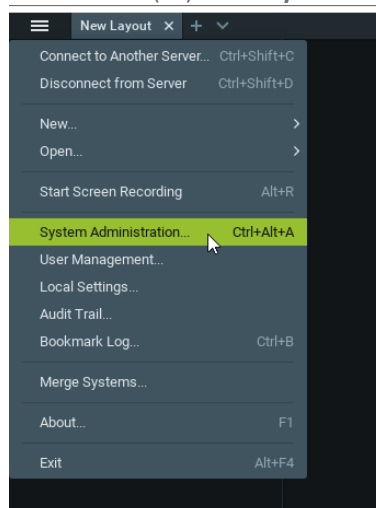 New Layout
Connect to Another Server... Ctrl+Shift+C
Disconnect from Server Ctrl+Shift+D
New...
Open...
Start Screen Recording Alt+R
System Administration... Ctrl+Alt+A
User Management...
Local Settings...
Audit Trail...
Bookmark Log... Ctrl+B
Merge Systems...
About... F1
Exit Alt+F4